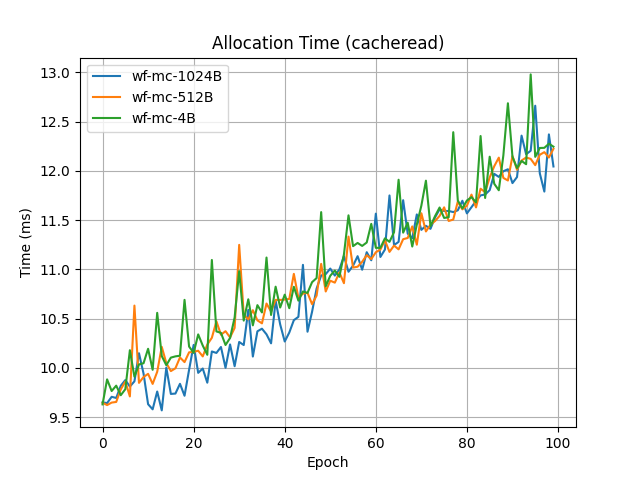 Allocation Time (cacheread)
wf-mc-1024B
wf-mc-512B
wf-mc-4B
Time (ms)
13.0
12.5
12.0
11.5
11.0
10.5
10.0
9.5
0 20 40 60 80 100
Epoch